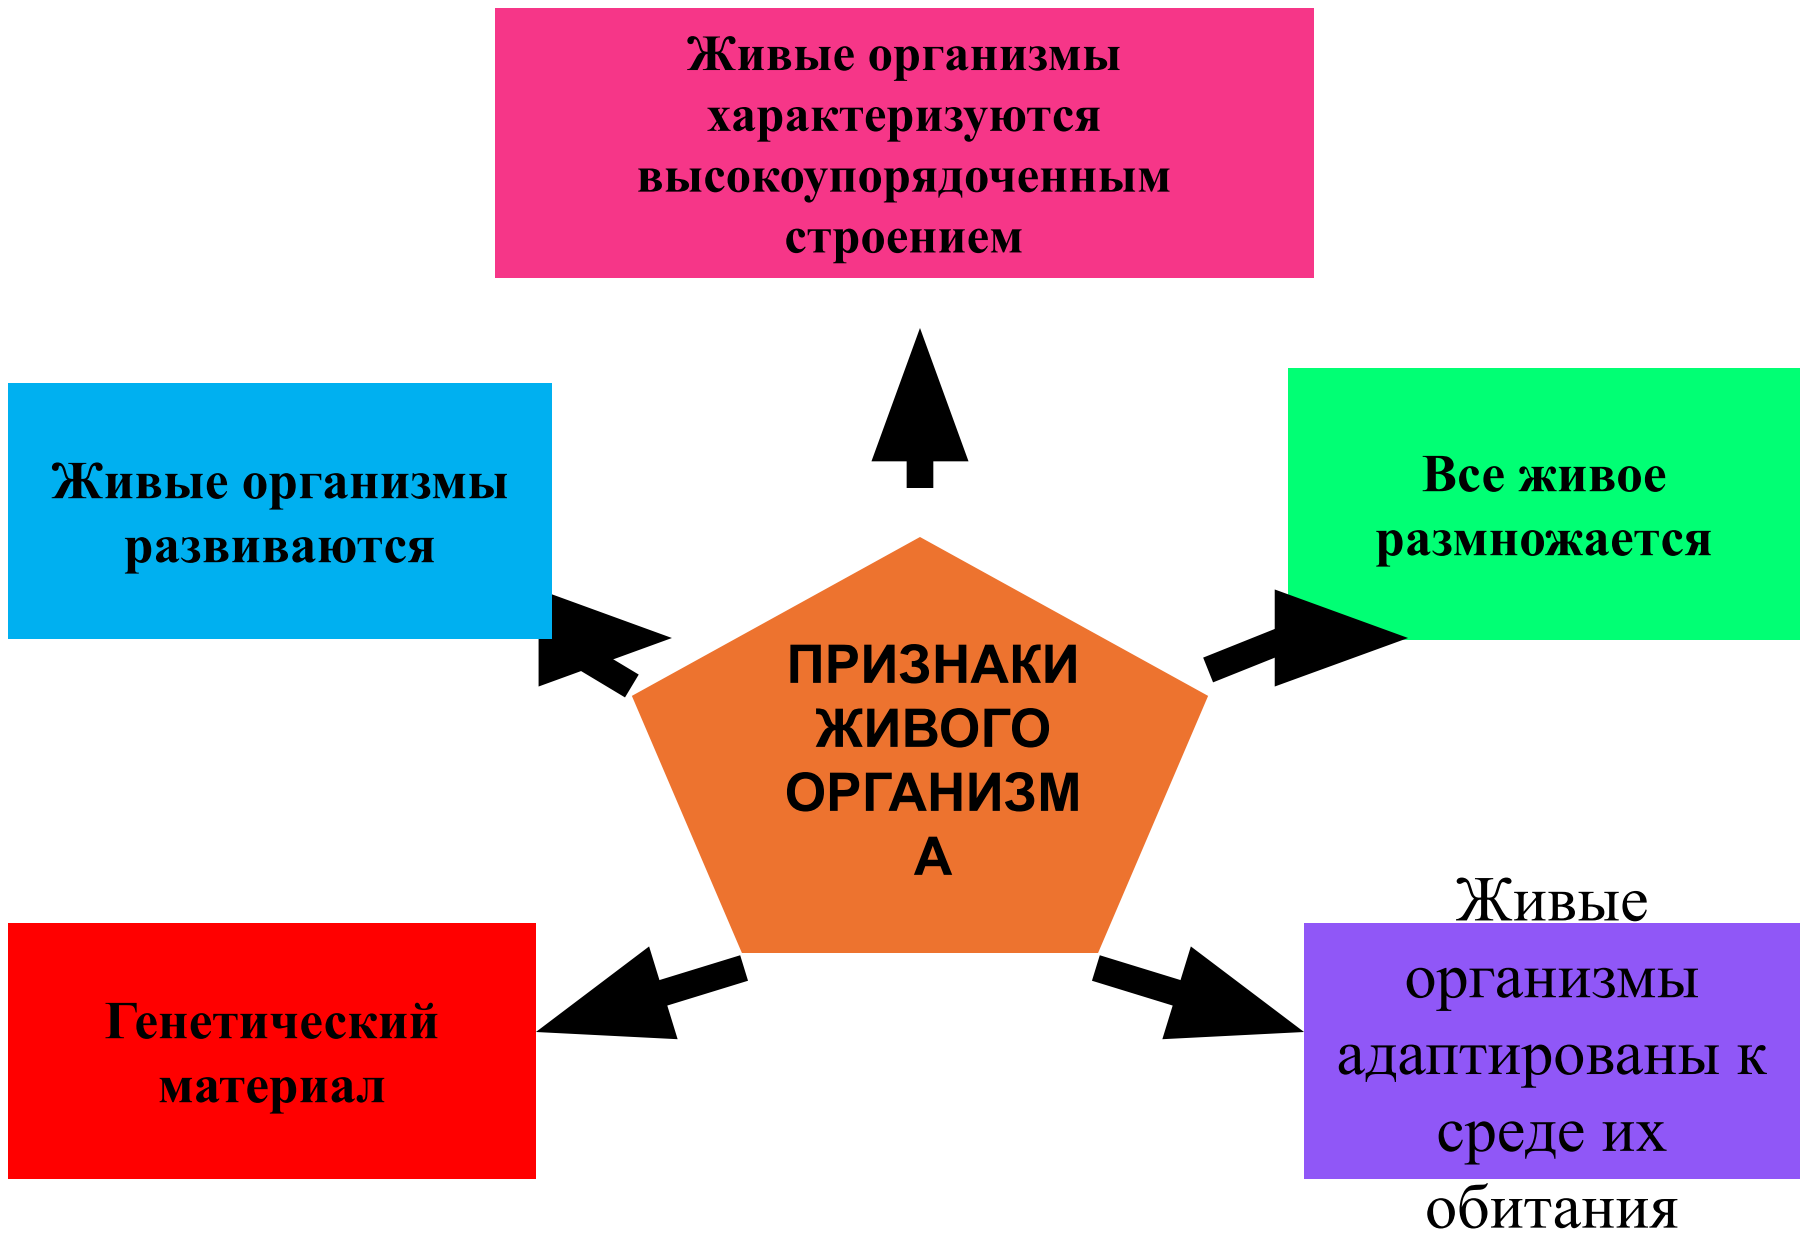 Живые организмы
характеризуются
высокоупорядоченным
строением
Живые организмы
развиваются
Все живое
размножается
ПРИЗНАКИ
ЖИВОГО
ОРГАНИЗМ
А
Генетический
материал
Живые
организмы
адаптированы к
среде их
обитания